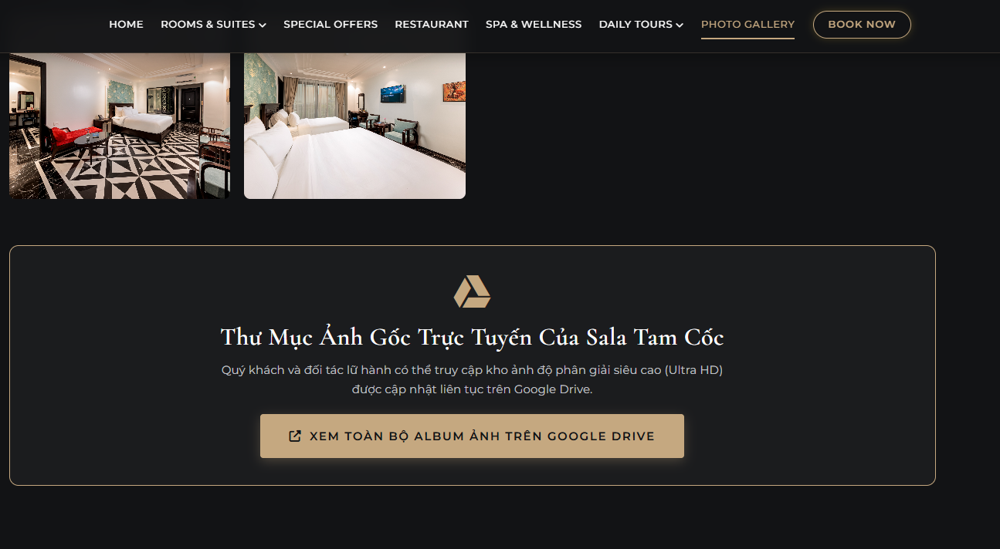 HOME ROOMS & SUITES SPECIAL OFFERS RESTAURANT SPA & WELLNESS DAILY TOURS PHOTO GALLERY BOOK NOW
Thư Mục Ảnh Gốc Trực Tuyến Của Sala Tam Cốc
Quý khách và đối tác lữ hành có thể truy cập kho ảnh độ phân giải siêu cao (Ultra HD)
được cập nhật liên tục trên Google Drive.
XEM TOÀN BỘ ALBUM ẢNH TRÊN GOOGLE DRIVE